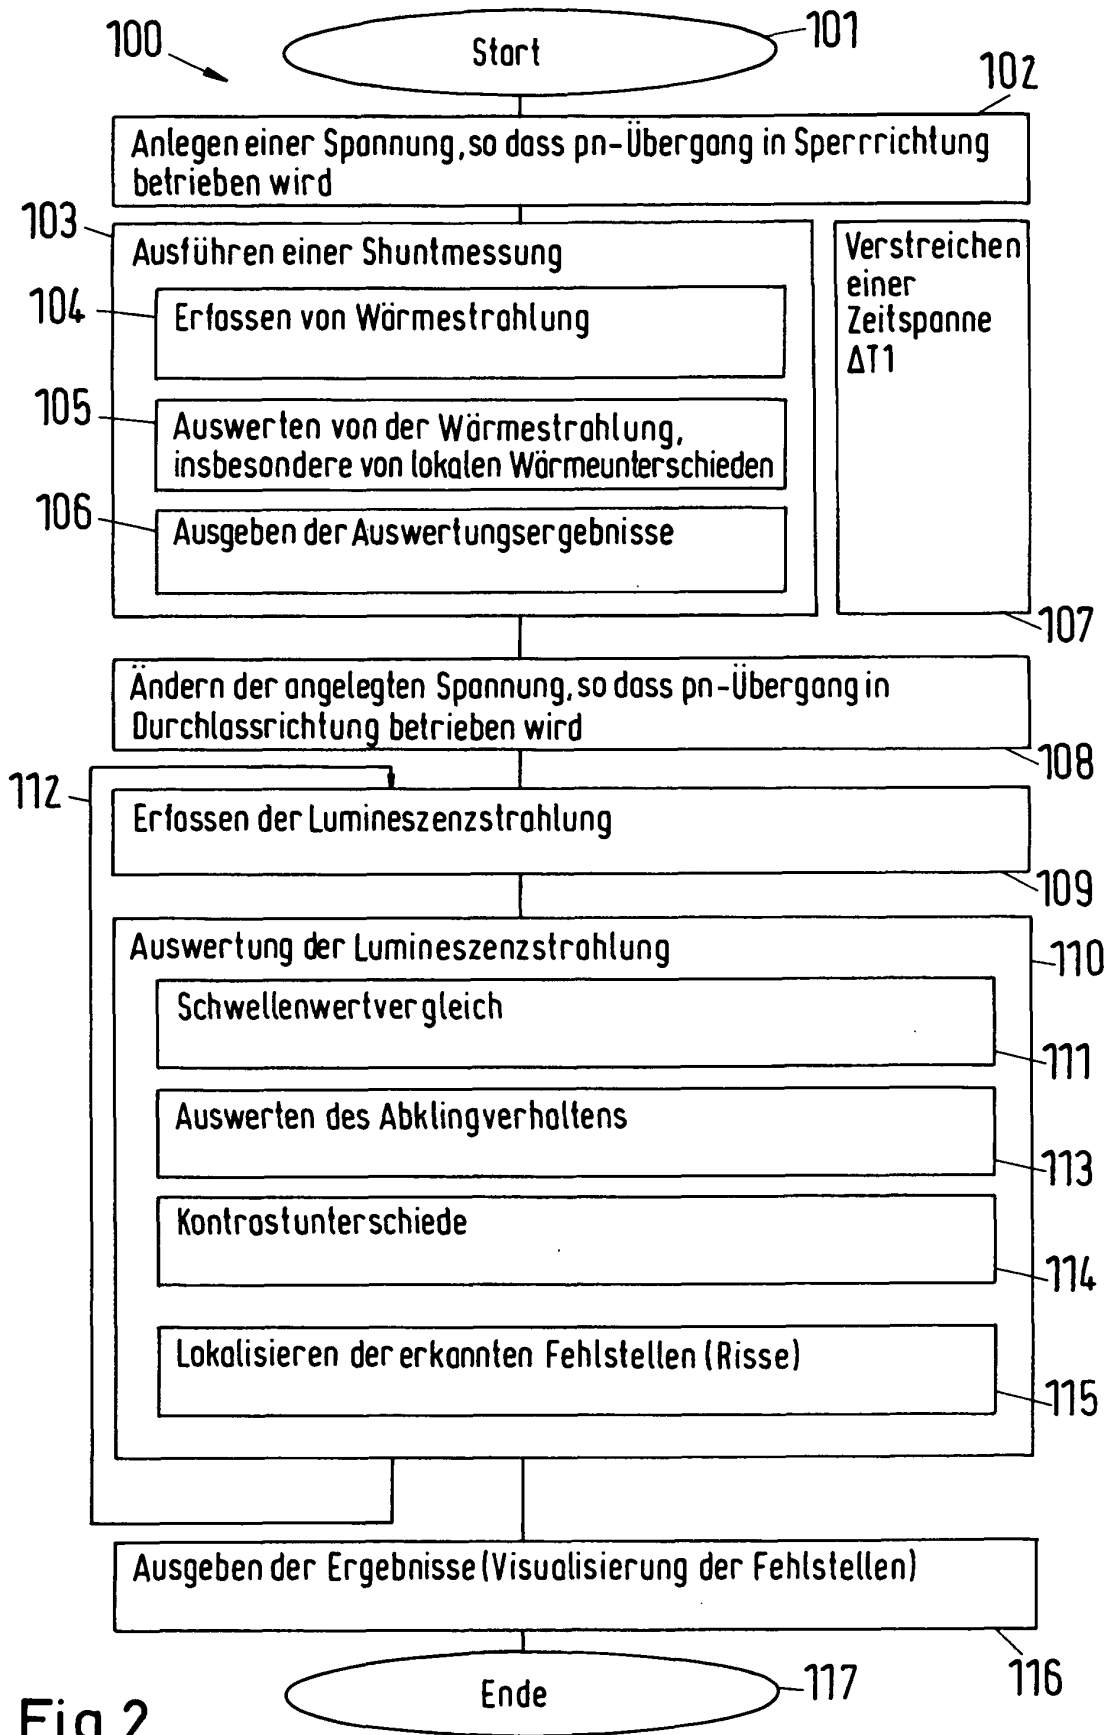 100
Start
101
102
Anlegen einer Spannung, so dass pn-Übergang in Sperrrichtung
betrieben wird
103
Ausführen einer Shuntmessung
104
Erfassen von Wärmestrahlung
105
Auswerten von der Wärmestrahlung,
insbesondere von lokalen Wärmeunterschieden
106
Ausgeben der Auswertungsergebnisse
Verstreichen
einer
Zeitspanne
ΔT1
107
Ändern der angelegten Spannung, so dass pn-Übergang in
Durchlassrichtung betrieben wird
108
112
Erfassen der Lumineszenzstrahlung
109
Auswertung der Lumineszenzstrahlung
110
Schwellenwertvergleich
111
Auswerten des Abklingverhaltens
113
Kontrastunterschiede
114
Lokalisieren der erkannten Fehlstellen (Risse)
115
Ausgeben der Ergebnisse (Visualisierung der Fehlstellen)
116
Ende
117
Fig.2